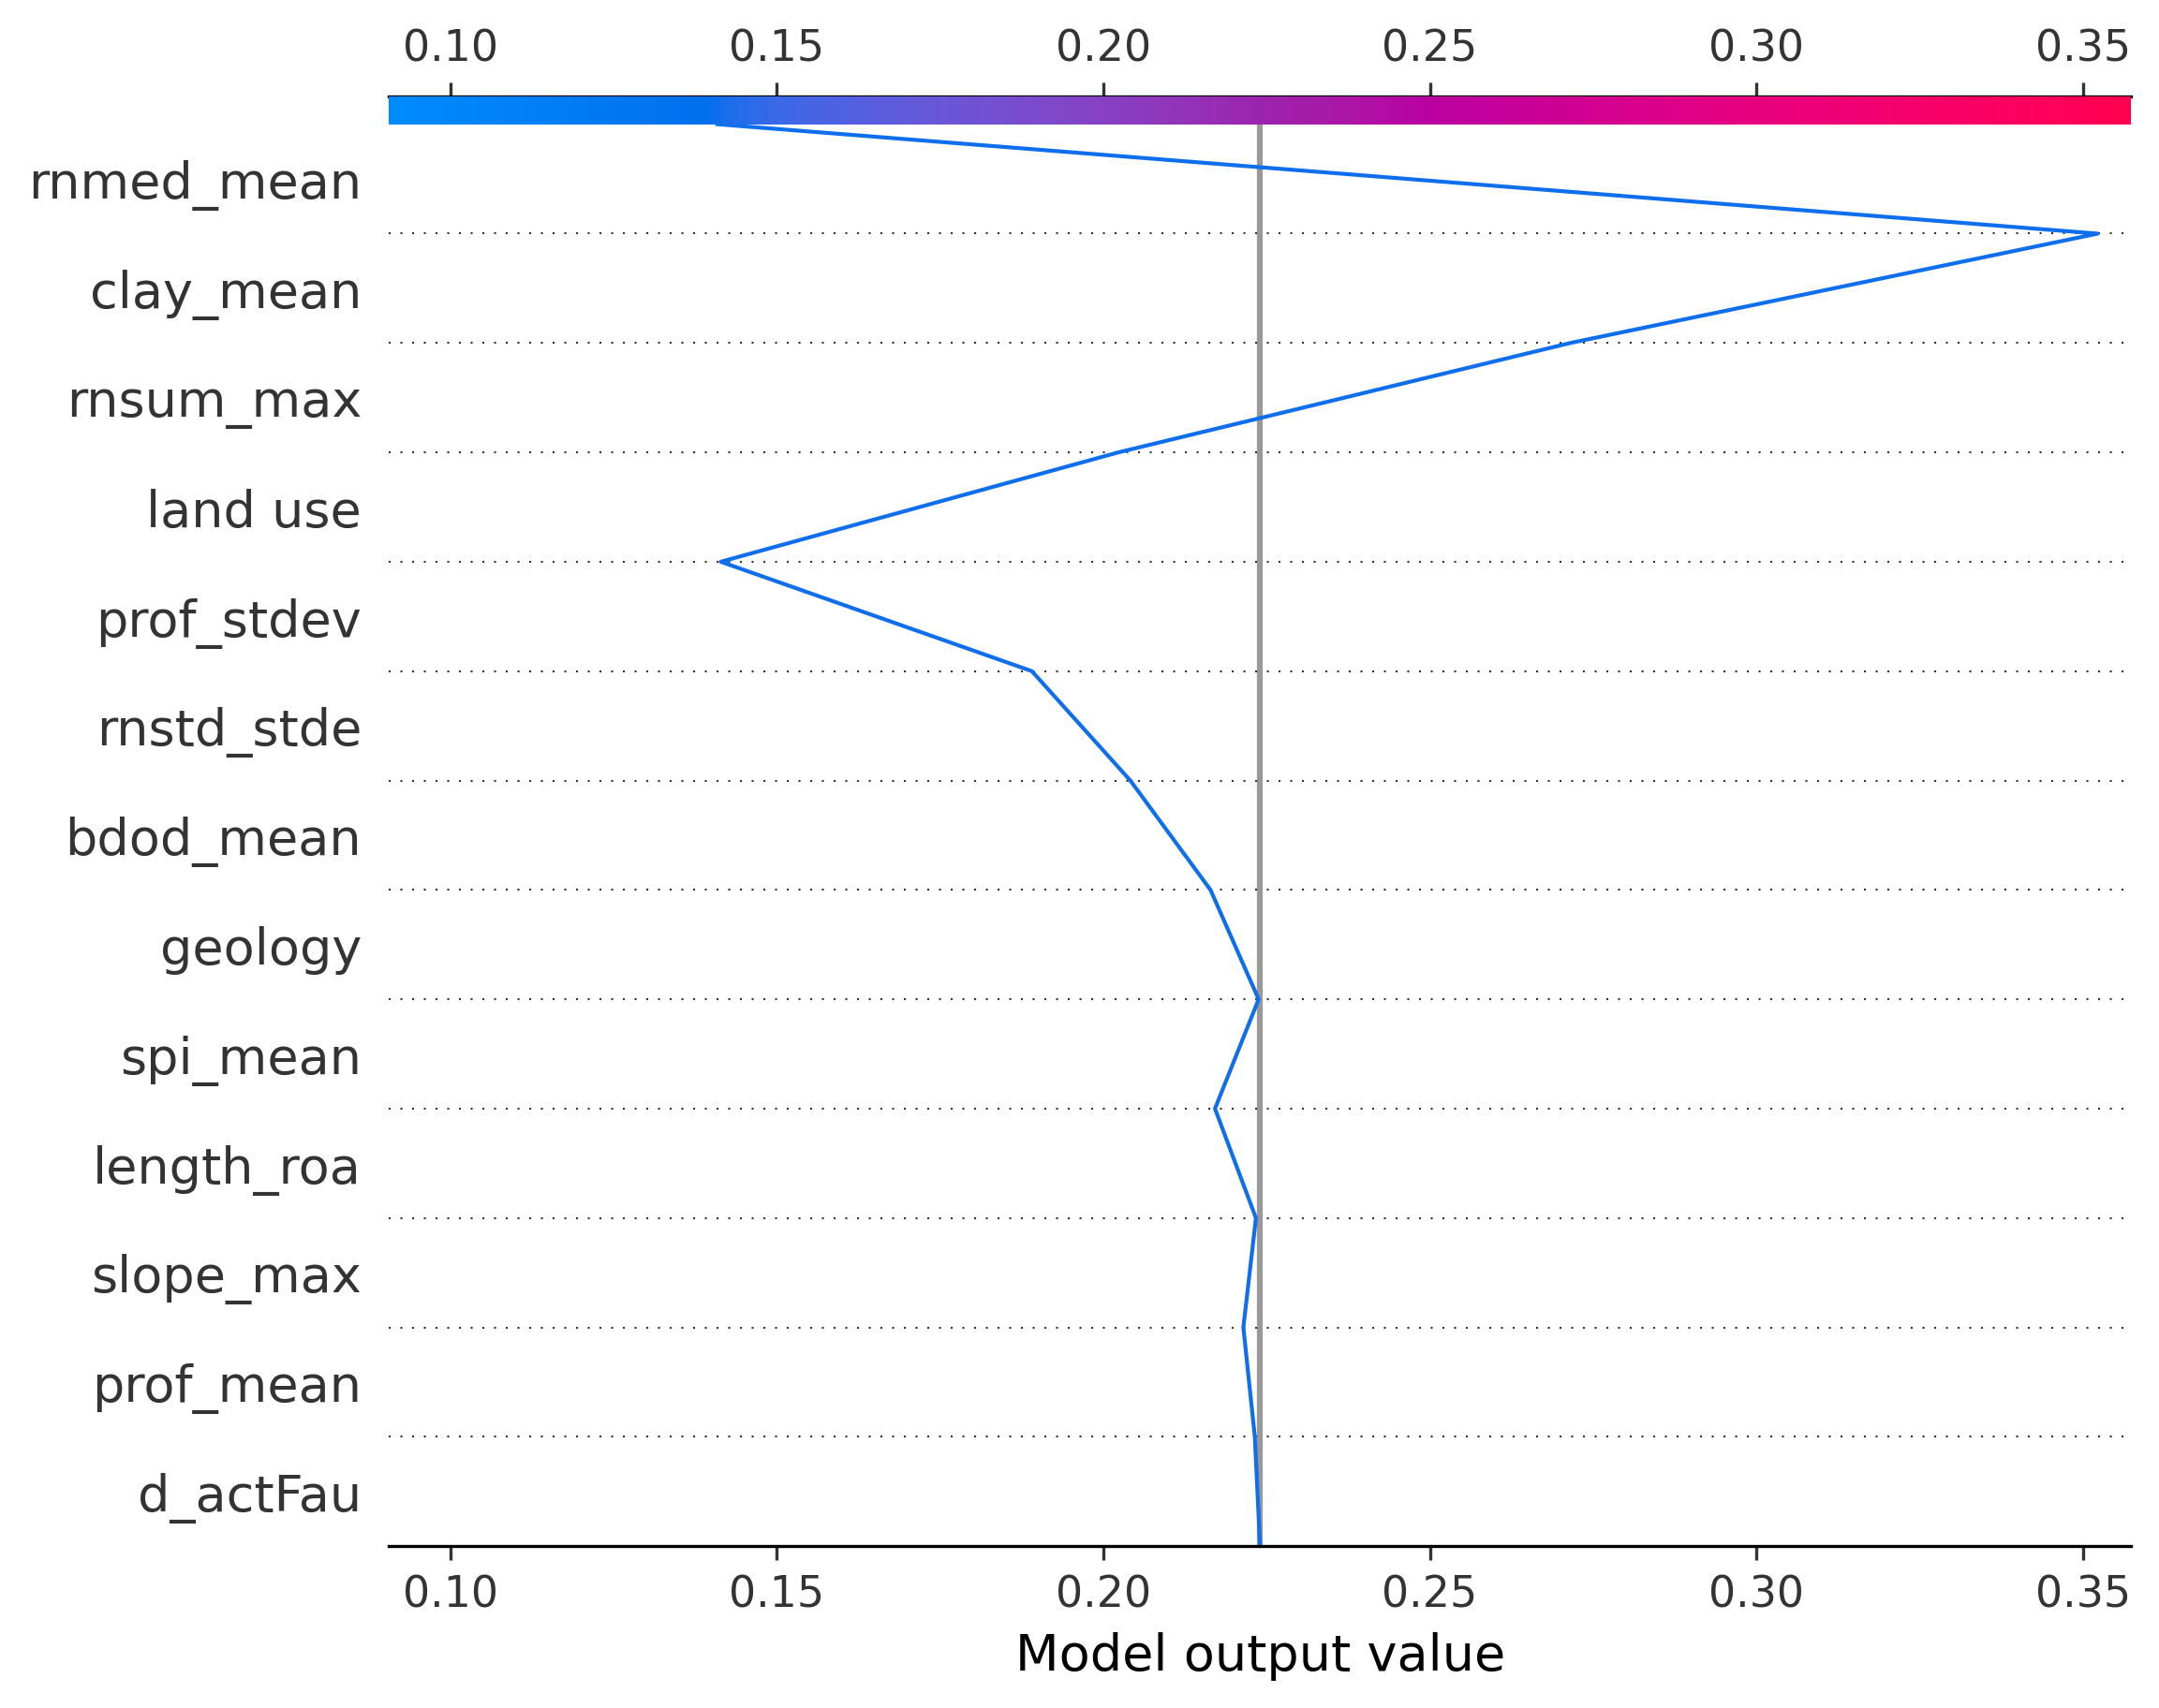 0.10 0.15 0.20 0.25 0.30 0.35
rnmed_mean
clay_mean
rnsum_max
land use
prof_stdev
rnstd_stde
bdod_mean
geology
spi_mean
length_roa
slope_max
prof_mean
d_actFau
0.10 0.15 0.20 0.25 0.30 0.35
Model output value